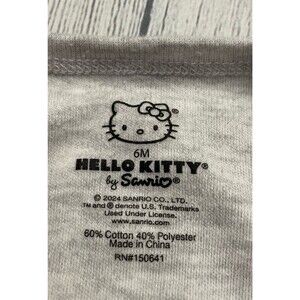 ®
6M
HELLO KITTY®
by Sanrio®
© 2024 SANRIO CO., LTD.
TM and ® denote U.S. Trademarks
Used Under License.
www.sanrio.com
60% Cotton 40% Polyester
Made in China
RN#150641